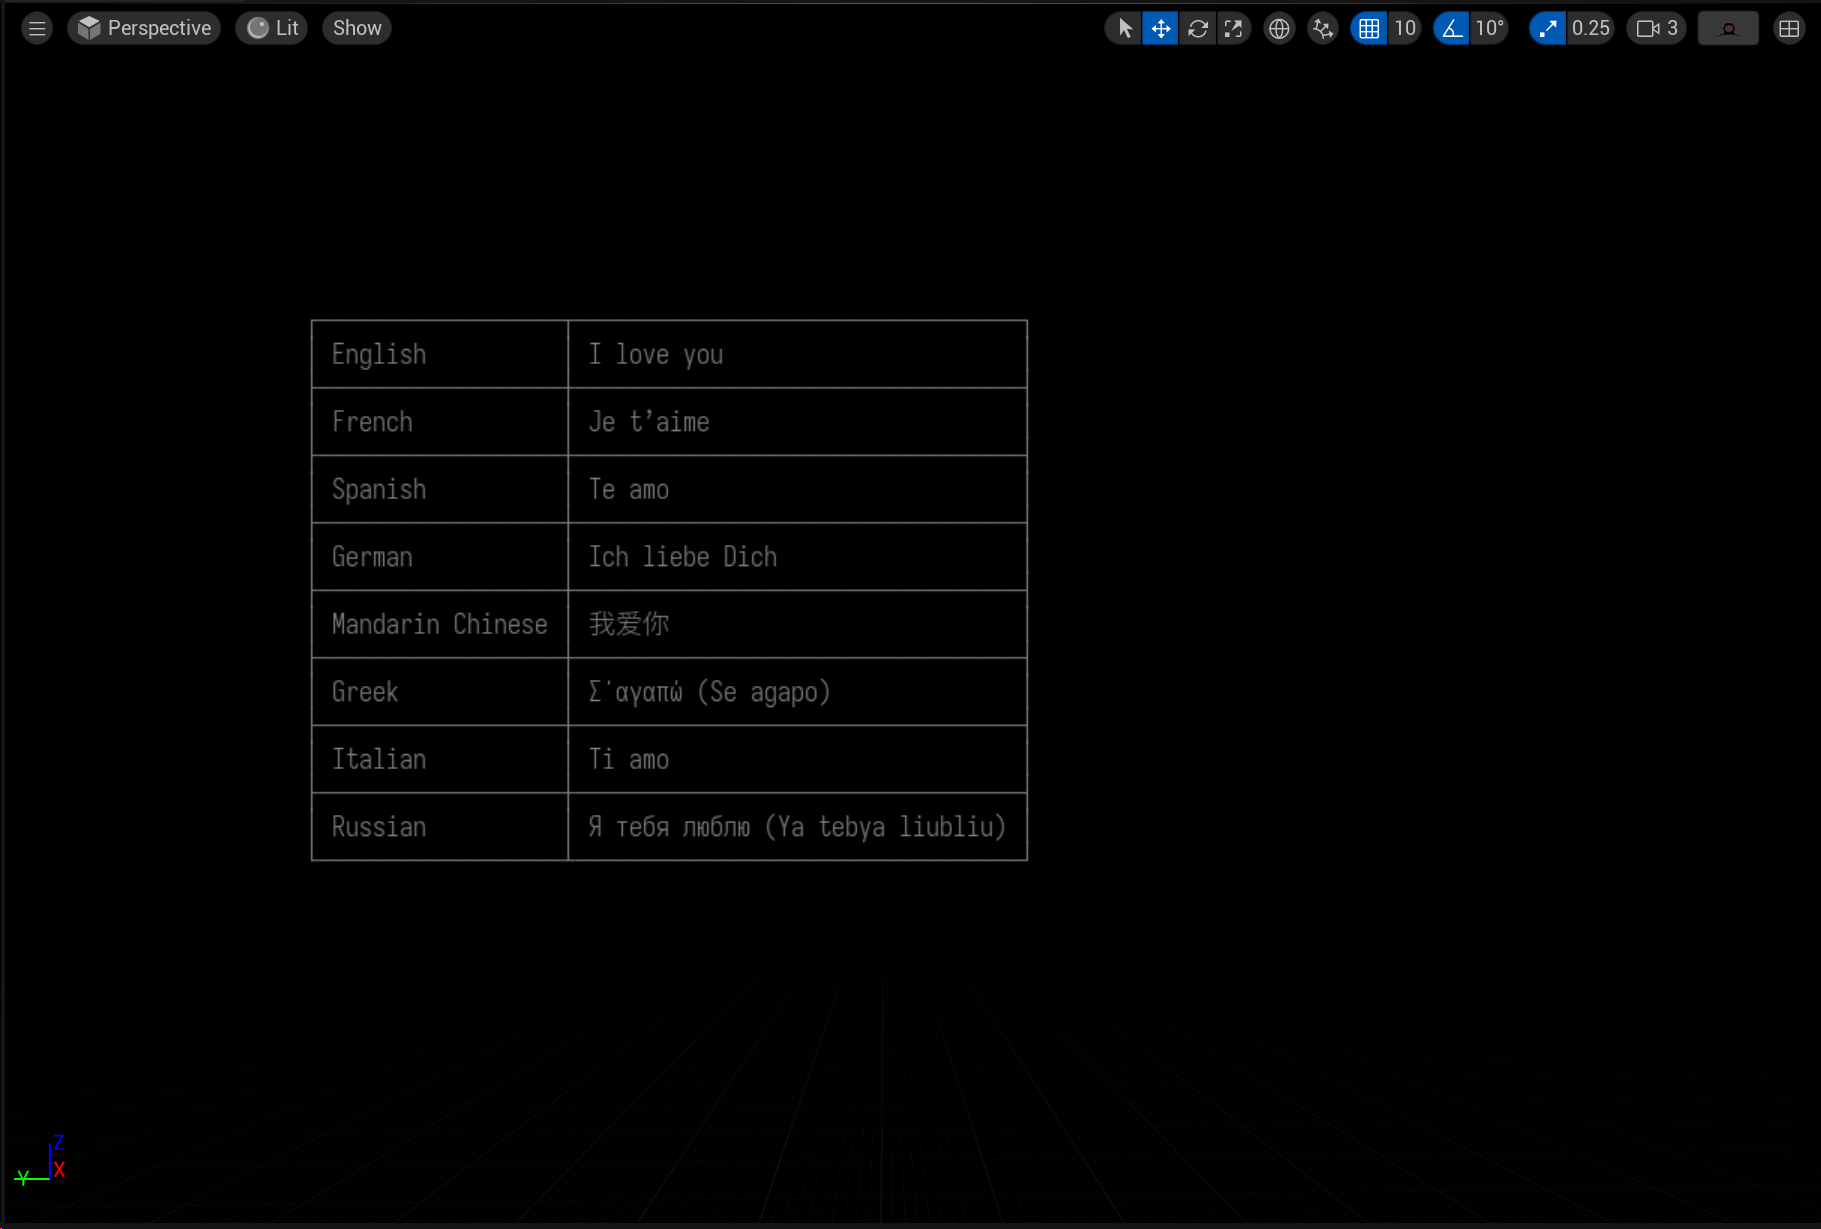 Perspective Lit Show 10 10° 0.25 3
English I love you
French Je t’aime
Spanish Te amo
German Ich liebe Dich
Mandarin Chinese 我爱你
Greek Σ΄αγαπώ (Se agapo)
Italian Ti amo
Russian Я тебя люблю (Ya tebya liubliu)
Z
X
Y